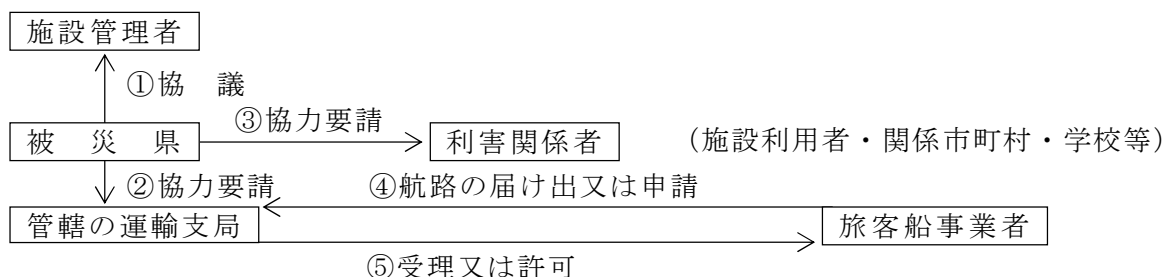 施設管理者
①協　議
③協力要請
被　災　県
利害関係者　（施設利用者・関係市町村・学校等）
②協力要請　④航路の届け出又は申請
管轄の運輸支局
旅客船事業者
⑤受理又は許可